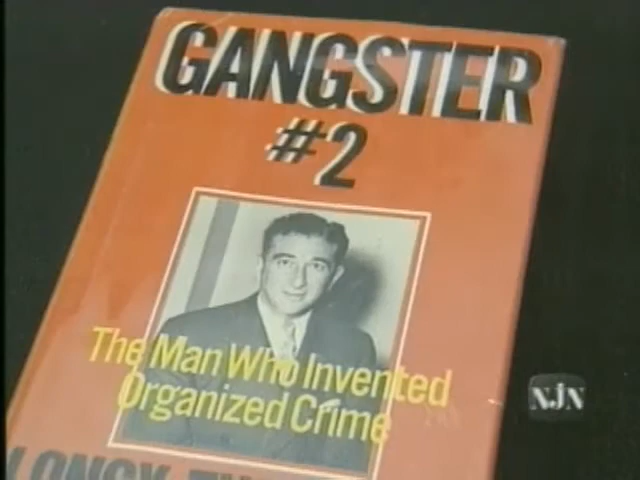 GANGSTER
#2
The Man Who Invented
Organized Crime
NJN